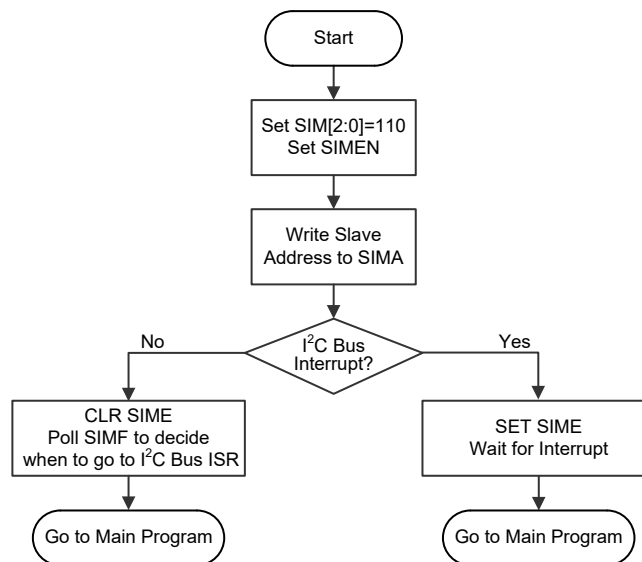 Start
Set SIM[2:0]=110
Set SIMEN
Write Slave
Address to SIMA
I²C Bus
Interrupt?
No
Yes
CLR SIME
Poll SIMF to decide
when to go to I²C Bus ISR
SET SIME
Wait for Interrupt
Go to Main Program
Go to Main Program